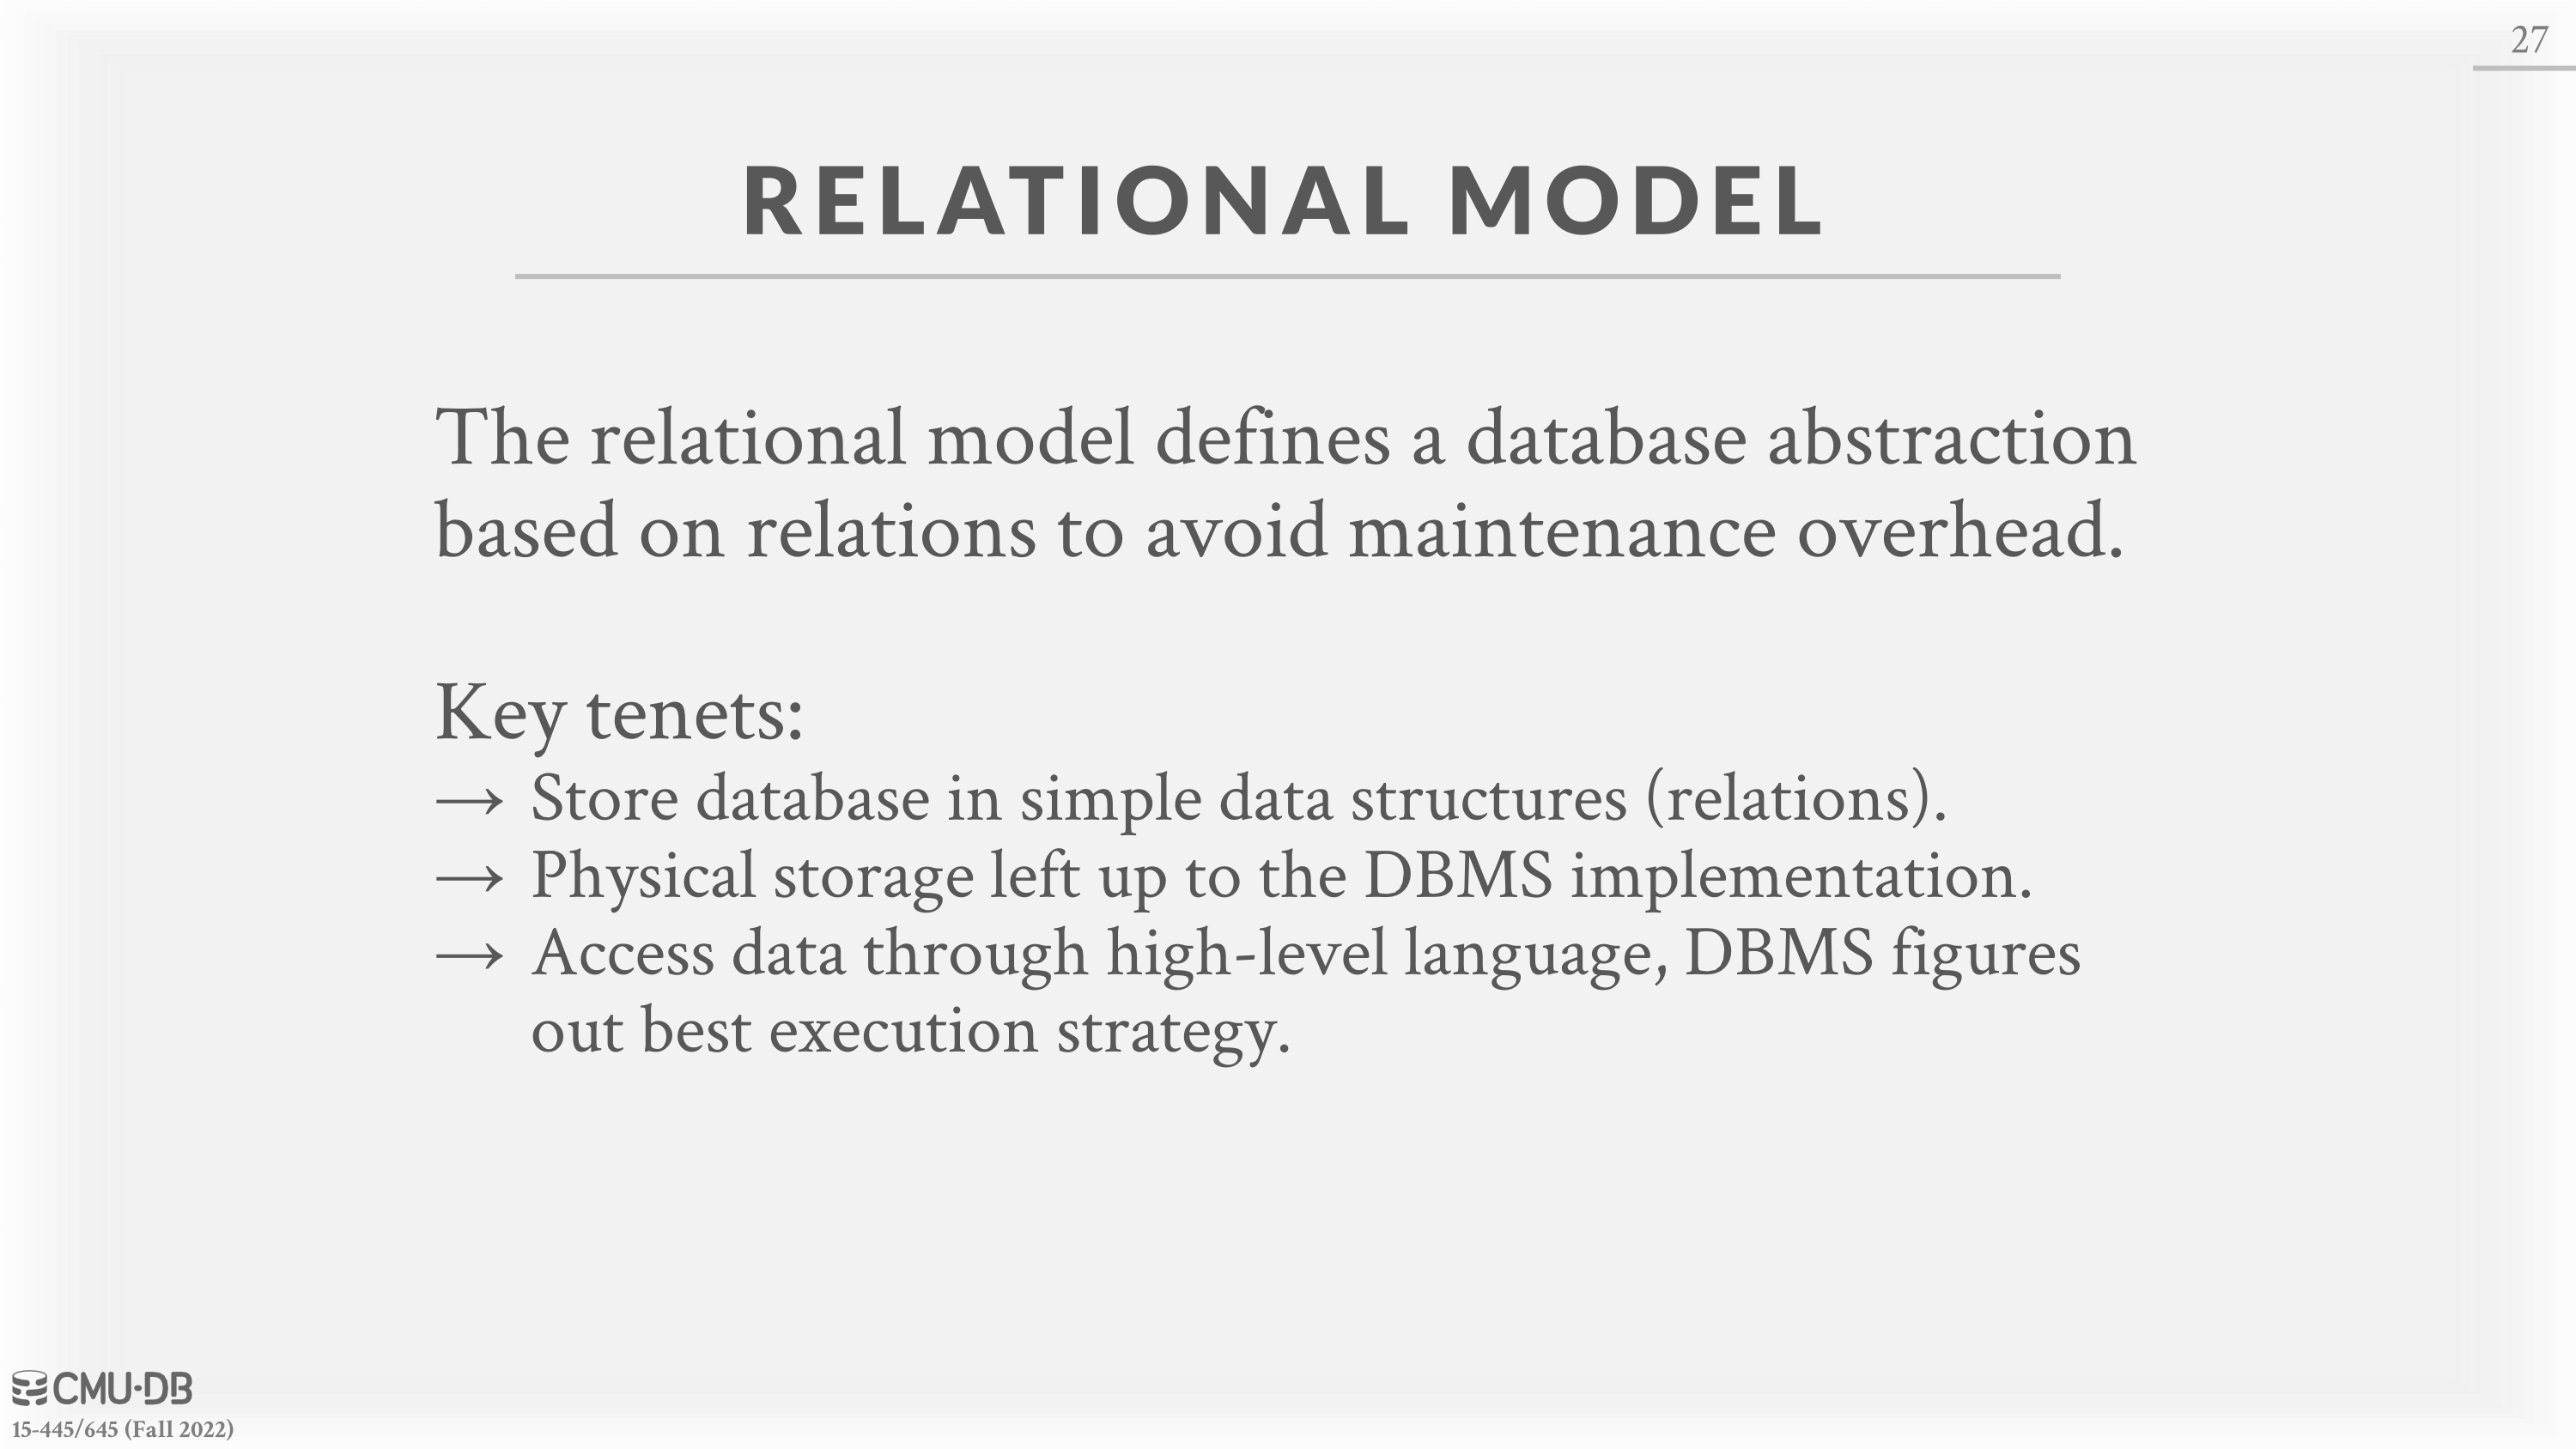 27
RELATIONAL MODEL
The relational model defines a database abstraction
based on relations to avoid maintenance overhead.
Key tenets:
→ Store database in simple data structures (relations).
→ Physical storage left up to the DBMS implementation.
→ Access data through high-level language, DBMS figures
out best execution strategy.
CMU·DB
15-445/645 (Fall 2022)